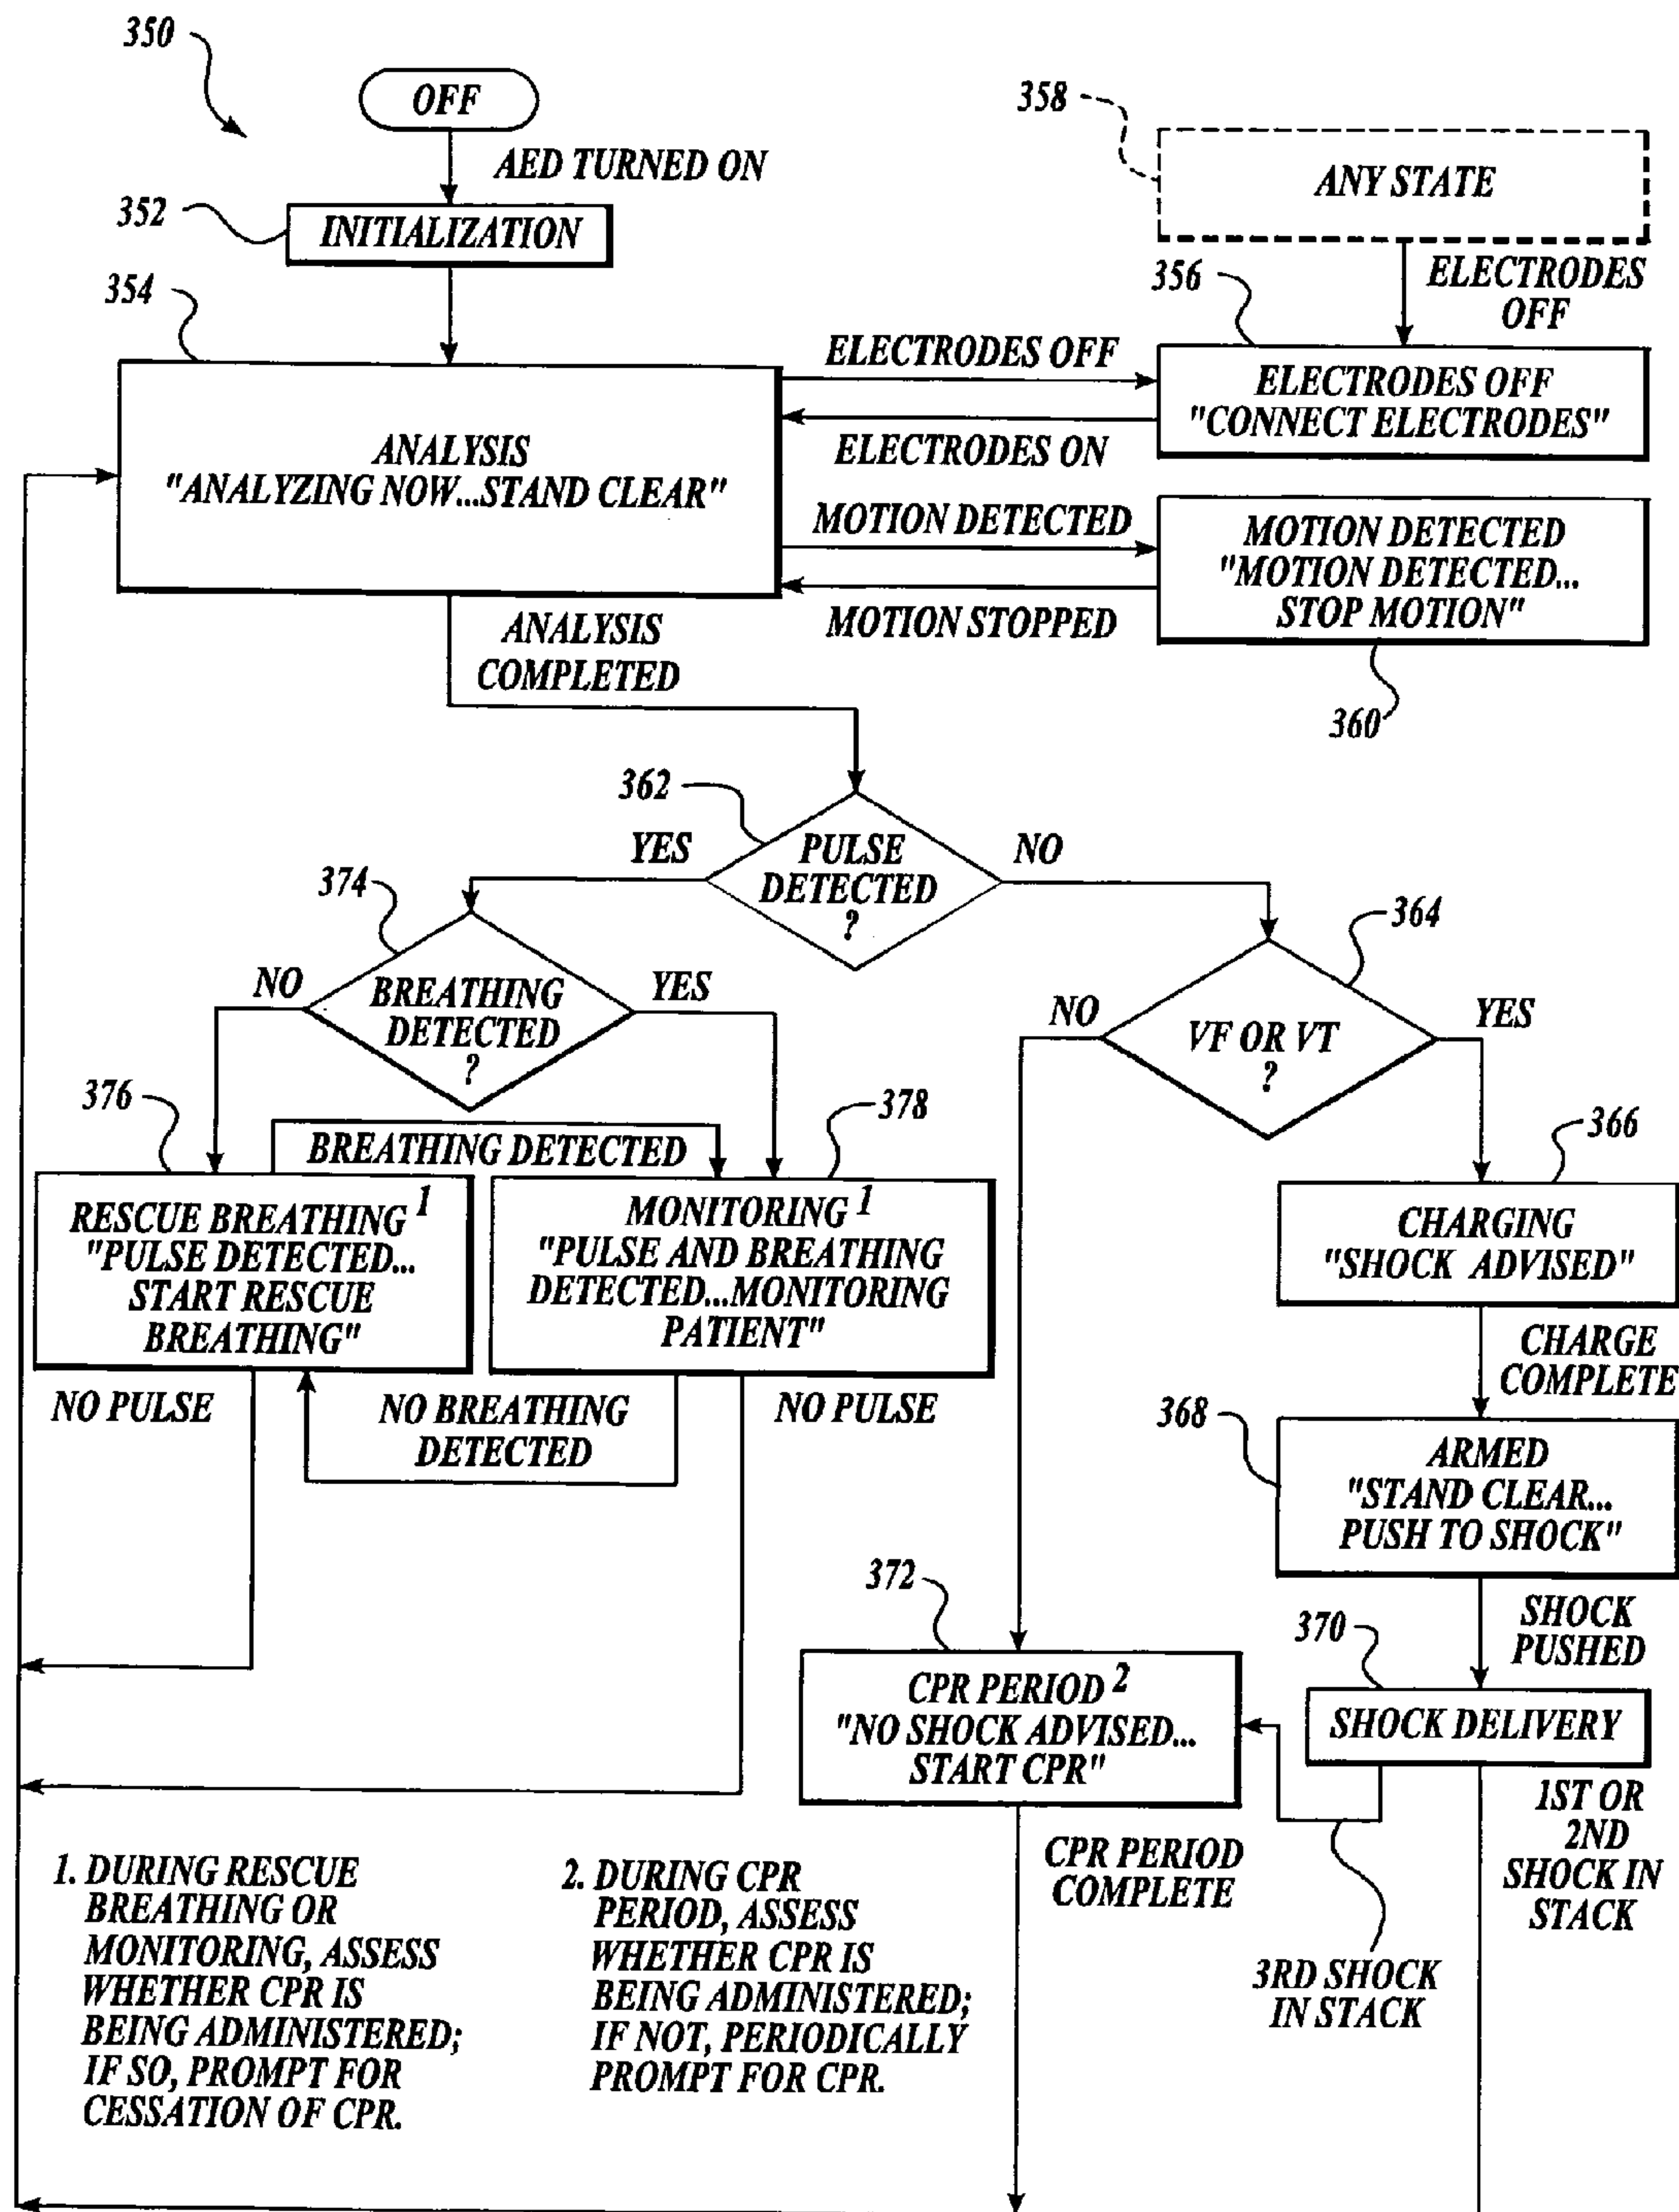 350
OFF
AED TURNED ON
352
INITIALIZATION
358
ANY STATE
ELECTRODES
OFF
354
356
ELECTRODES OFF
ELECTRODES OFF
"CONNECT ELECTRODES"
ELECTRODES ON
ANALYSIS
"ANALYZING NOW...STAND CLEAR"
MOTION DETECTED
MOTION DETECTED
"MOTION DETECTED...
STOP MOTION"
MOTION STOPPED
360
ANALYSIS
COMPLETED
362
YES
PULSE
DETECTED
?
NO
374
NO
BREATHING
DETECTED
?
YES
364
NO
VF OR VT
?
YES
376
BREATHING DETECTED
378
366
RESCUE BREATHING 1
"PULSE DETECTED...
START RESCUE
BREATHING"
MONITORING 1
"PULSE AND BREATHING
DETECTED...MONITORING
PATIENT"
CHARGING
"SHOCK ADVISED"
CHARGE
COMPLETE
NO PULSE
NO BREATHING
DETECTED
NO PULSE
368
ARMED
"STAND CLEAR...
PUSH TO SHOCK"
SHOCK
PUSHED
372
370
CPR PERIOD 2
"NO SHOCK ADVISED...
START CPR"
SHOCK DELIVERY
1ST OR
2ND
SHOCK IN
STACK
CPR PERIOD
COMPLETE
3RD SHOCK
IN STACK
1. DURING RESCUE
BREATHING OR
MONITORING, ASSESS
WHETHER CPR IS
BEING ADMINISTERED;
IF SO, PROMPT FOR
CESSATION OF CPR.
2. DURING CPR
PERIOD, ASSESS
WHETHER CPR IS
BEING ADMINISTERED;
IF NOT, PERIODICALLY
PROMPT FOR CPR.